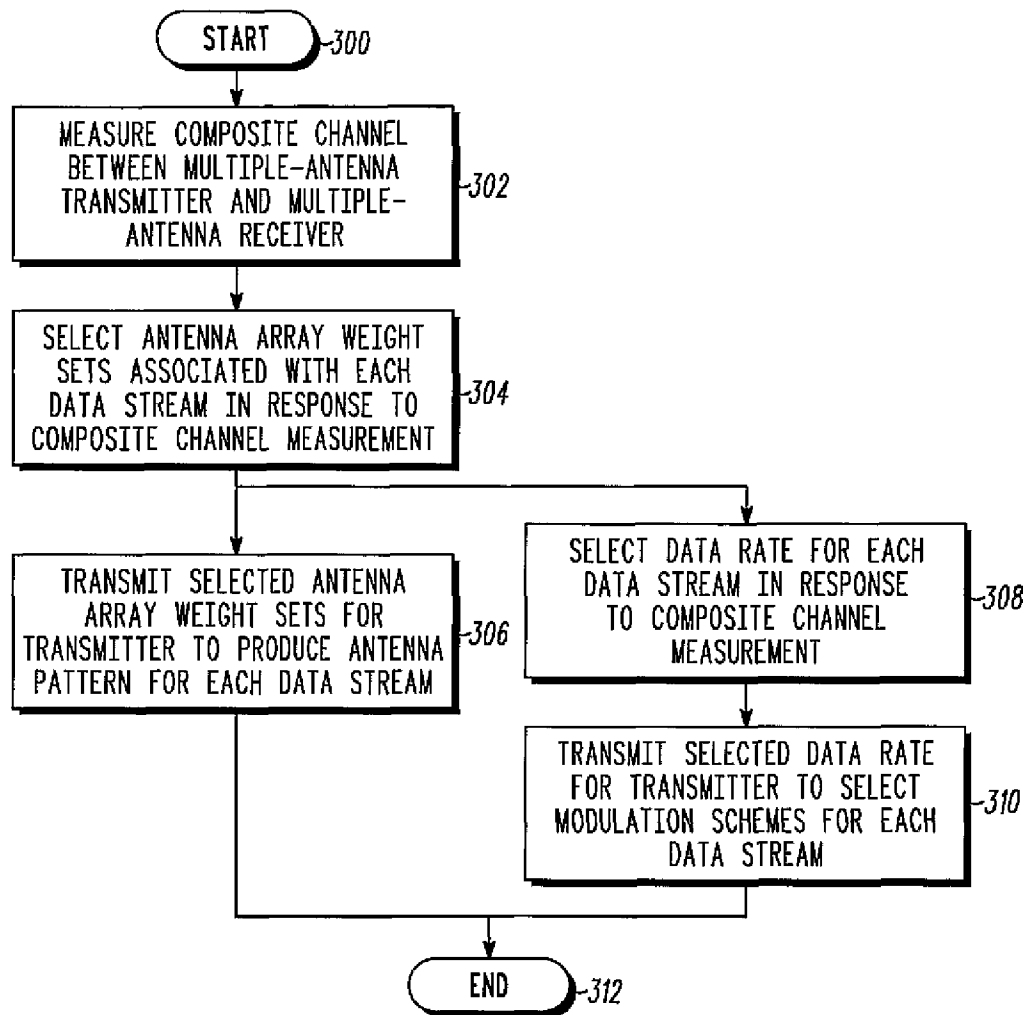 START
300
MEASURE COMPOSITE CHANNEL
BETWEEN MULTIPLE-ANTENNA
TRANSMITTER AND MULTIPLE-
ANTENNA RECEIVER
302
SELECT ANTENNA ARRAY WEIGHT
SETS ASSOCIATED WITH EACH
DATA STREAM IN RESPONSE TO
COMPOSITE CHANNEL MEASUREMENT
304
TRANSMIT SELECTED ANTENNA
ARRAY WEIGHT SETS FOR
TRANSMITTER TO PRODUCE ANTENNA
PATTERN FOR EACH DATA STREAM
306
SELECT DATA RATE FOR EACH
DATA STREAM IN RESPONSE
TO COMPOSITE CHANNEL
MEASUREMENT
308
TRANSMIT SELECTED DATA RATE
FOR TRANSMITTER TO SELECT
MODULATION SCHEMES FOR EACH
DATA STREAM
310
END
312